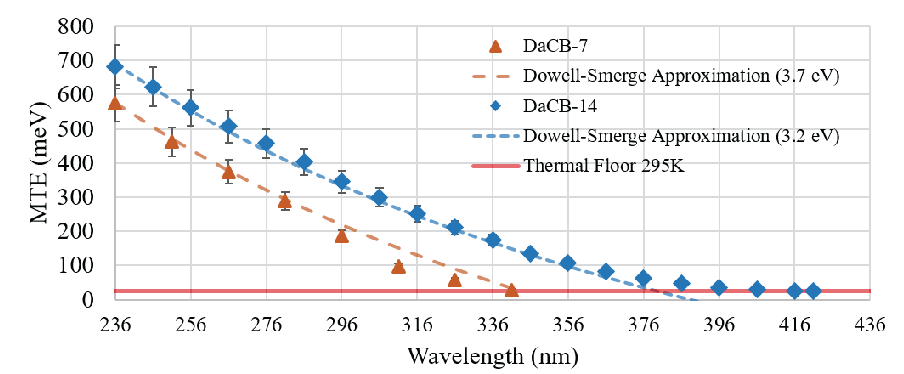 800
700
600
500
400
300
200
100
0
MTE (meV)
DaCB-7
Dowell-Smerge Approximation (3.7 eV)
DaCB-14
Dowell-Smerge Approximation (3.2 eV)
Thermal Floor 295K
236 256 276 296 316 336 356 376 396 416 436
Wavelength (nm)